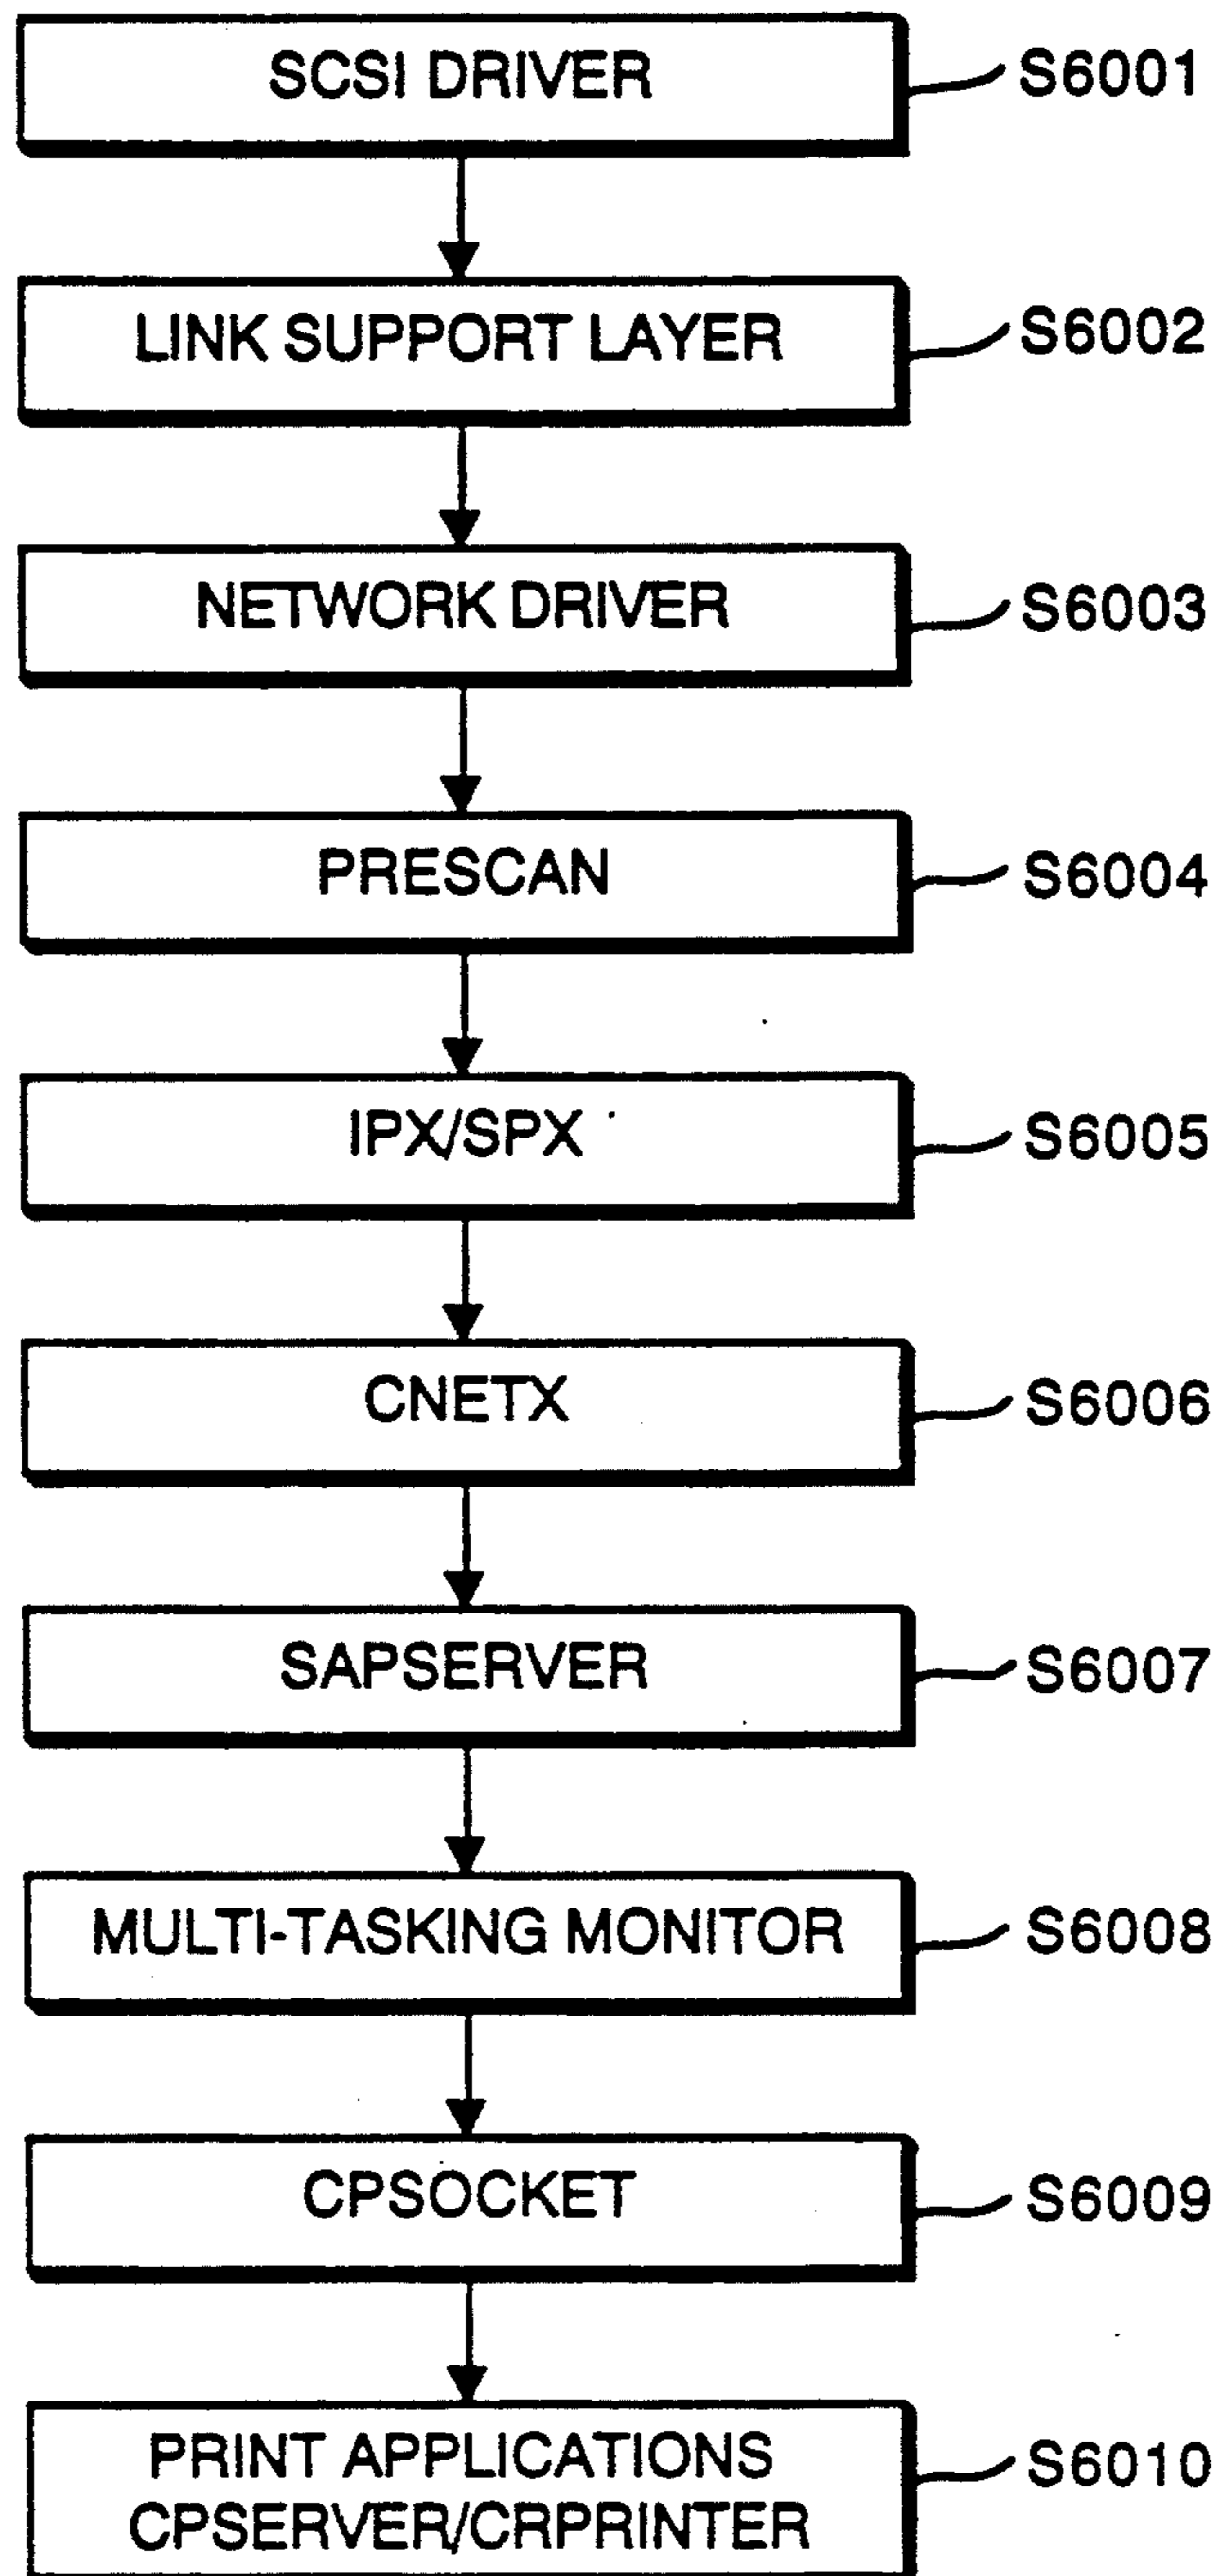 SCSI DRIVER
S6001
LINK SUPPORT LAYER
S6002
NETWORK DRIVER
S6003
PRESCAN
S6004
IPX/SPX
S6005
CNETX
S6006
SAPSERVER
S6007
MULTI-TASKING MONITOR
S6008
CPSOCKET
S6009
PRINT APPLICATIONS
CPSERVER/CRPRINTER
S6010